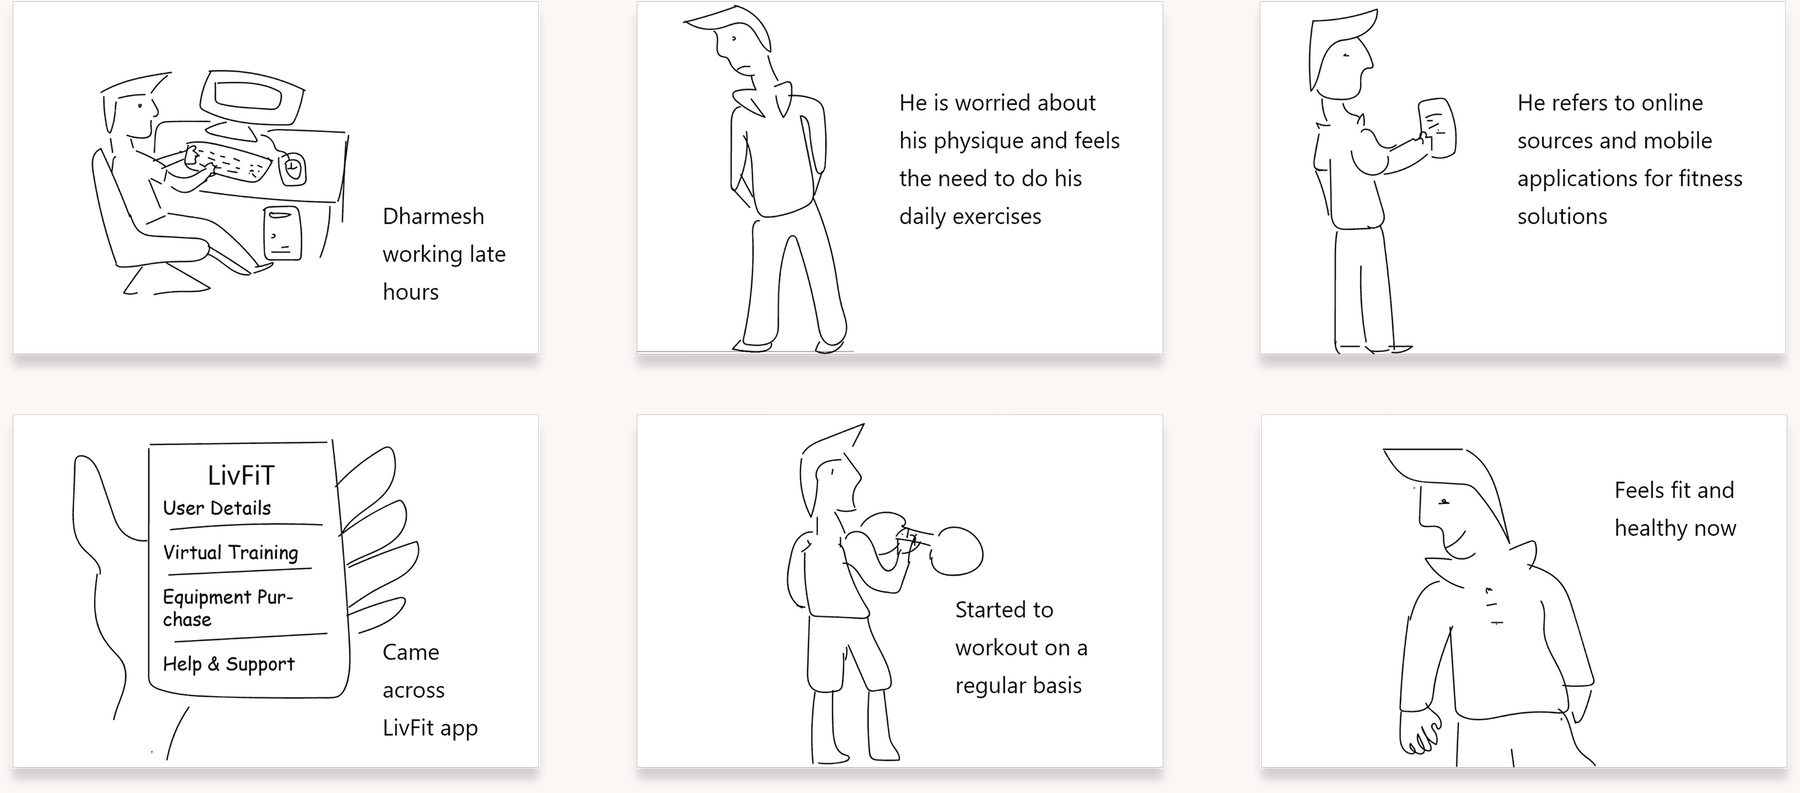 Dharmesh
working late
hours
He is worried about
his physique and feels
the need to do his
daily exercises
He refers to online
sources and mobile
applications for fitness
solutions
LivFiT
User Details
Virtual Training
Equipment Pur-
chase
Help & Support
Came
across
LivFit app
Started to
workout on a
regular basis
Feels fit and
healthy now